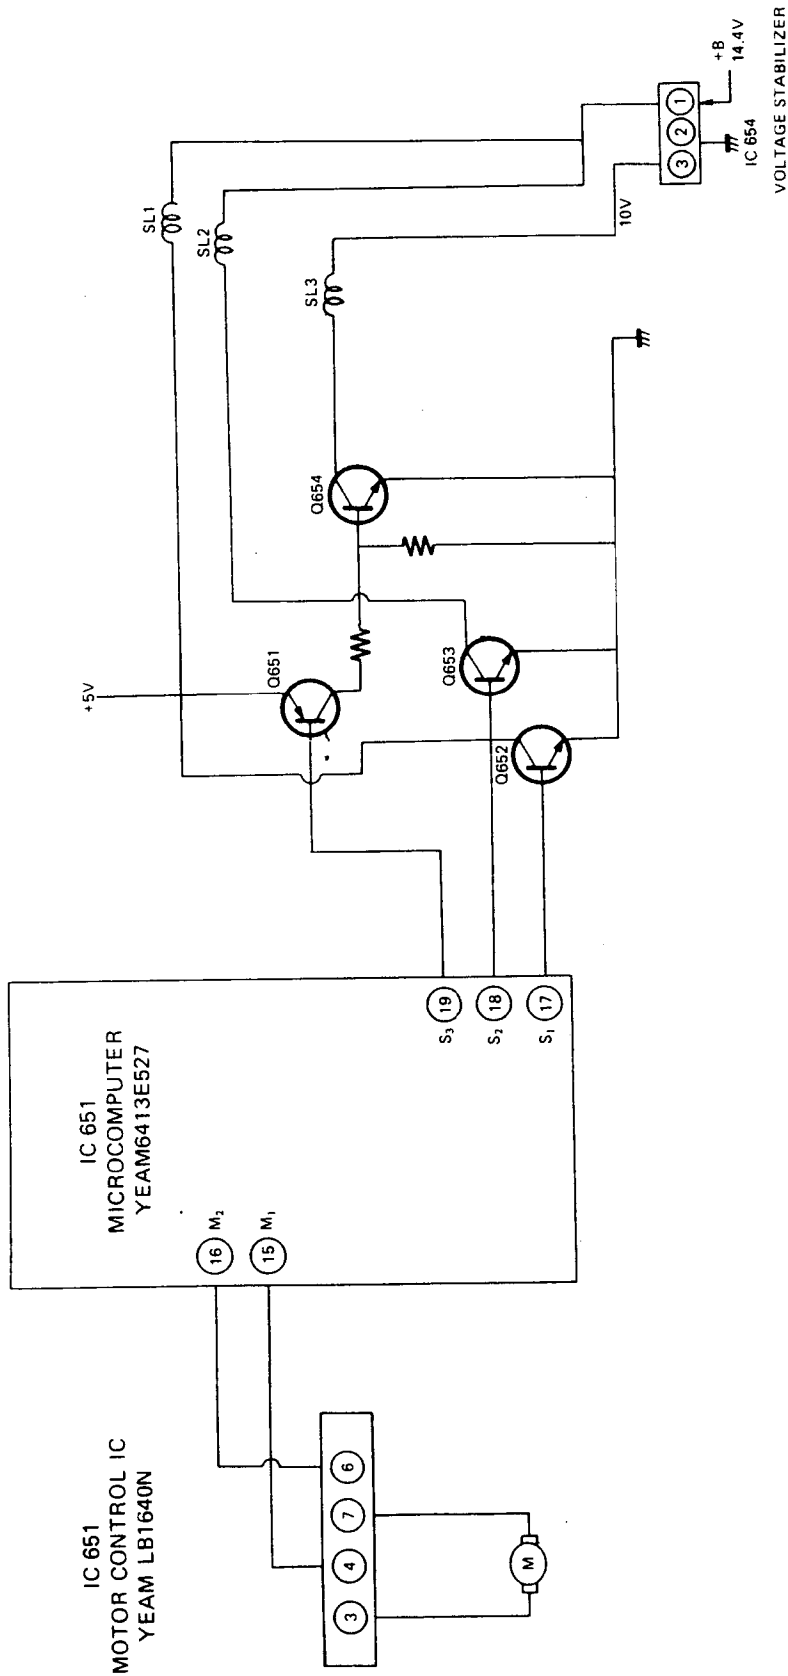 IC 651
MOTOR CONTROL IC
YEAM LB1640N
3
4
7
6
M
IC 651
MICROCOMPUTER
YEAM6413E527
16 M₂
15 M₁
S₃ 19
S₂ 18
S₁ 17
+5V
Q651
Q652
Q653
Q654
SL1
SL2
SL3
10V
3
2
1
+B
14.4V
IC 654
VOLTAGE STABILIZER